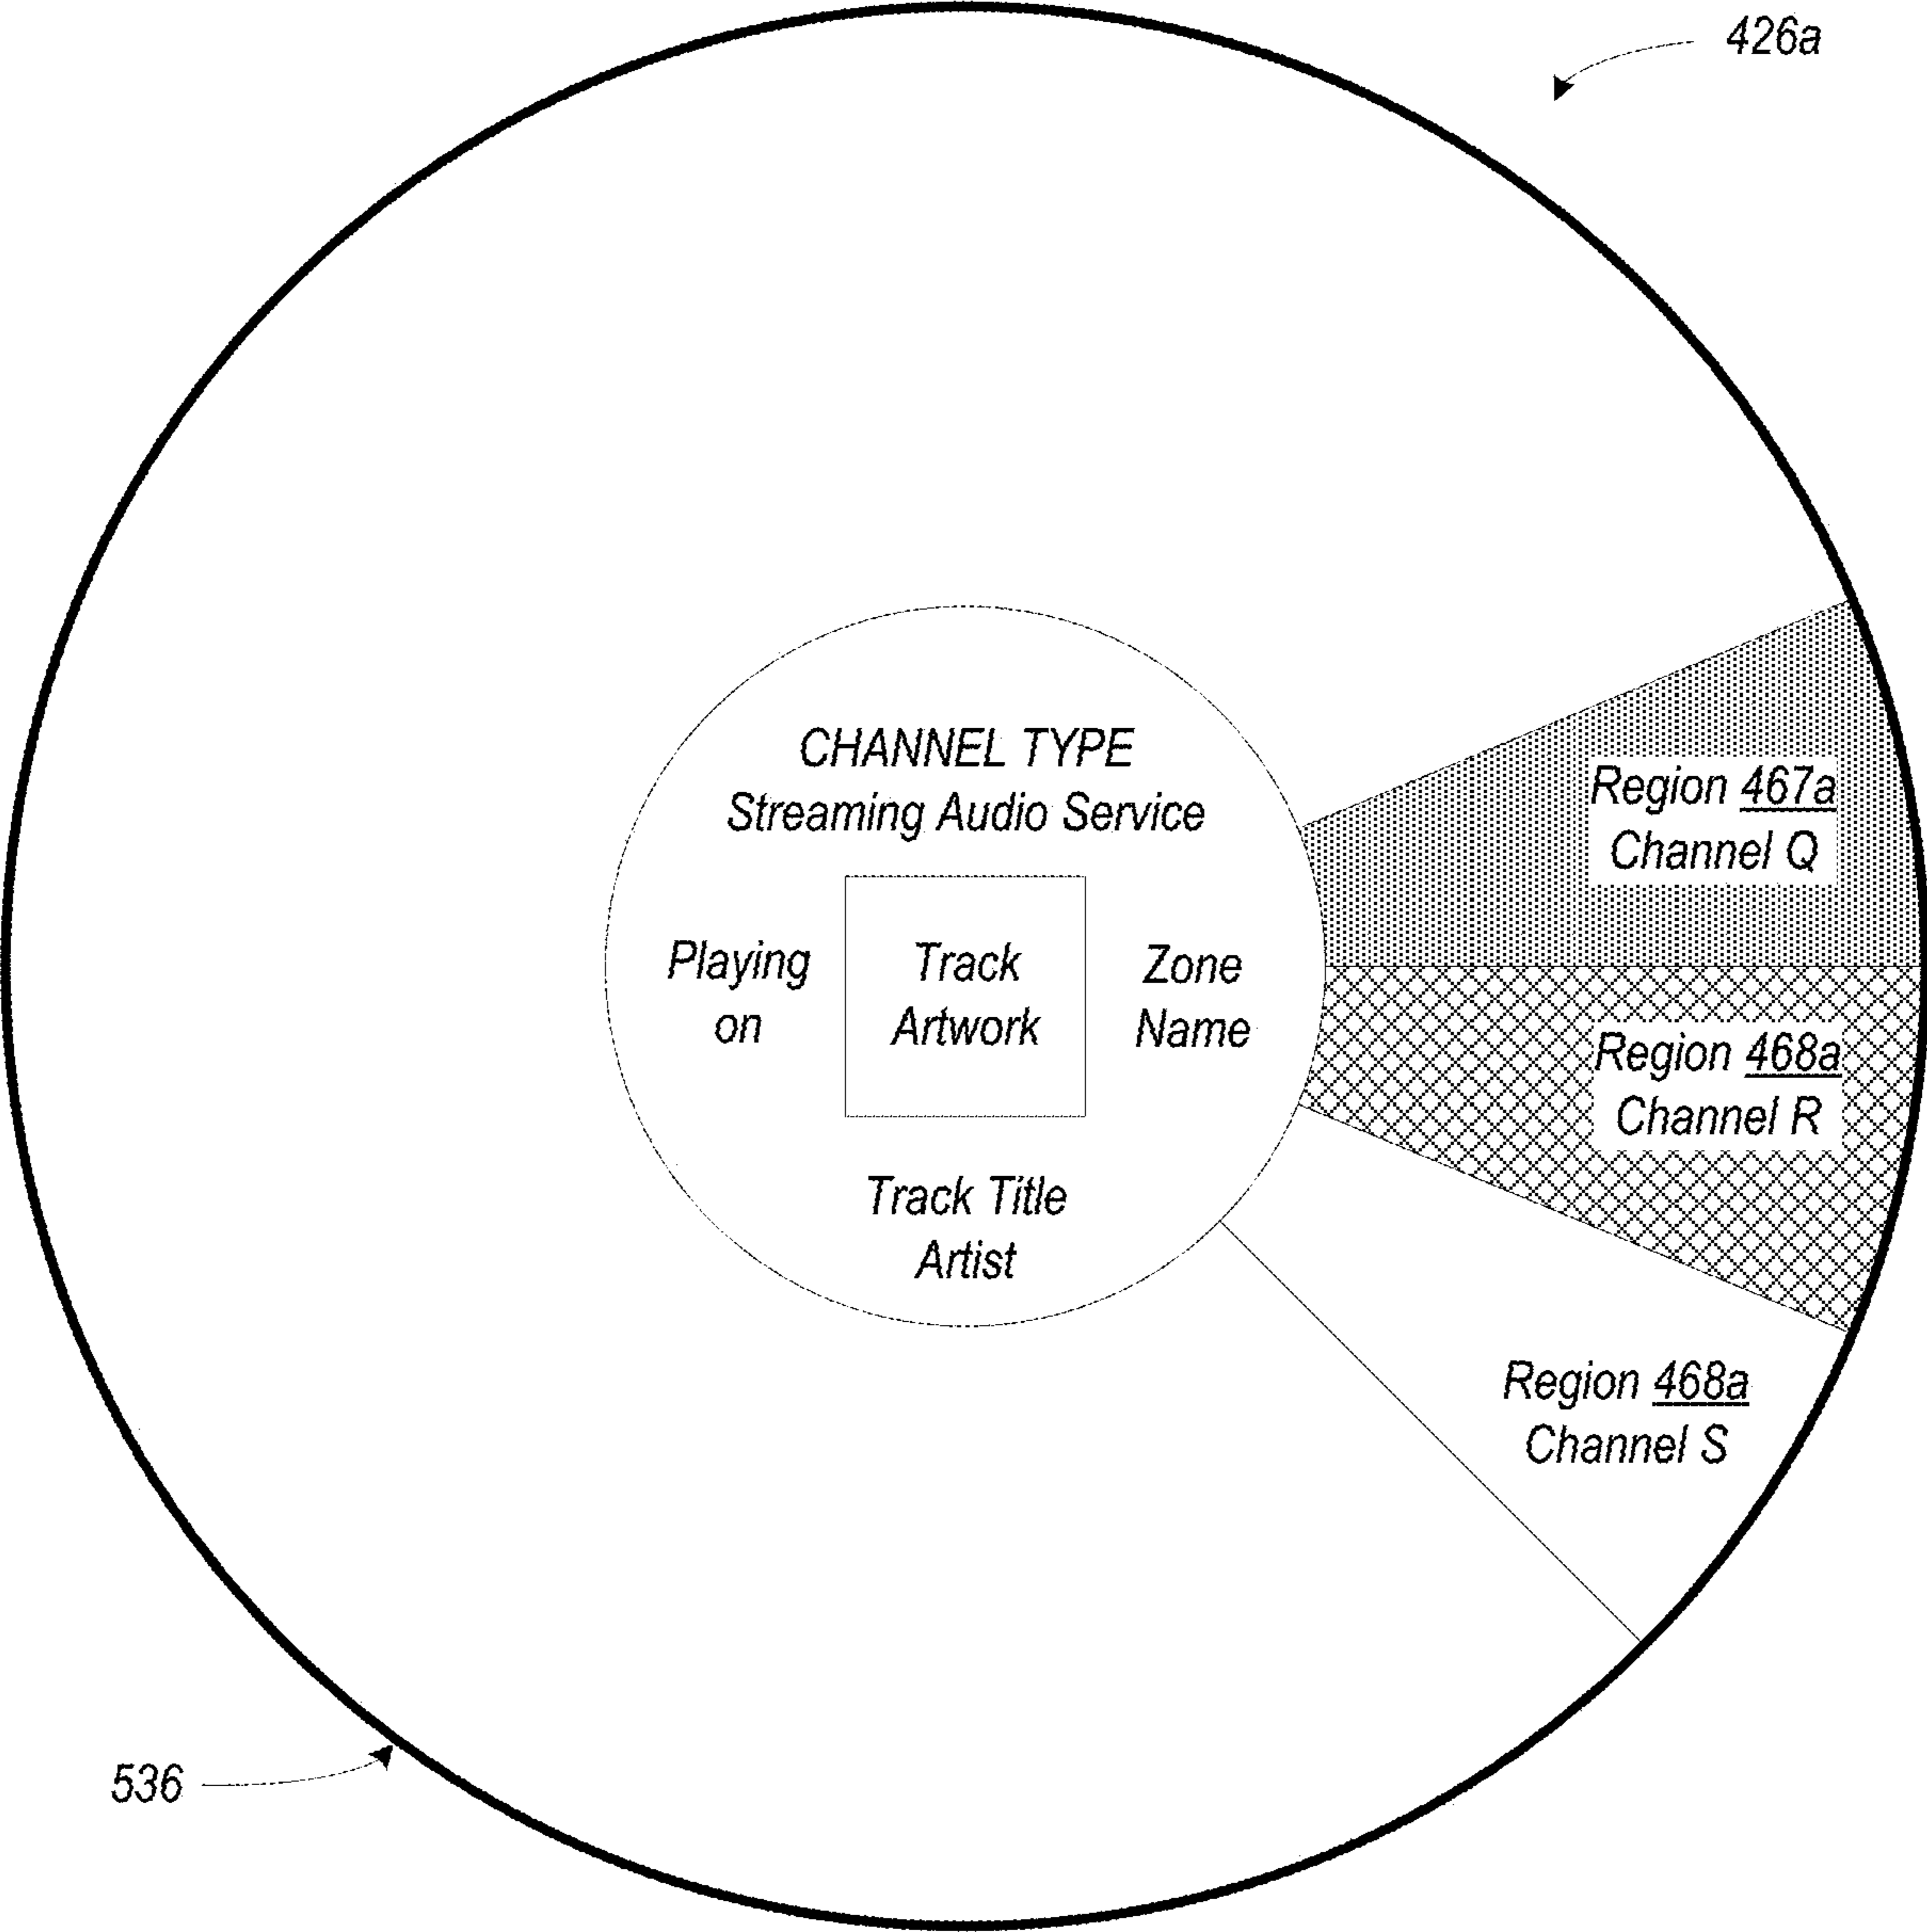 426a
CHANNEL TYPE
Streaming Audio Service
Region 467a
Channel Q
Playing
on
Track
Artwork
Zone
Name
Region 468a
Channel R
Track Title
Artist
Region 468a
Channel S
536